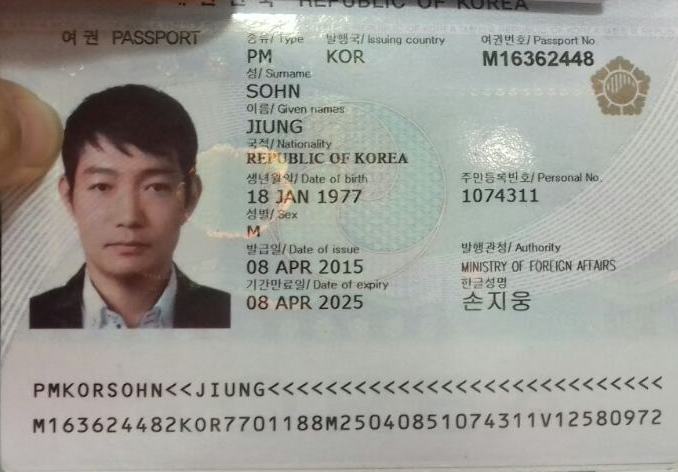 대한민국 REPUBLIC OF KOREA
여권 PASSPORT
종류/ Type 발행국/ Issuing country 여권번호/ Passport No
PM KOR M16362448
성/ Surname
SOHN
이름/ Given names
JIUNG
국적/ Nationality
REPUBLIC OF KOREA
생년월일/ Date of birth 주민등록번호/ Personal No.
18 JAN 1977 1074311
성별/ Sex
M
발급일/ Date of issue 발행관청/ Authority
08 APR 2015 MINISTRY OF FOREIGN AFFAIRS
기간만료일/ Date of expiry 한글성명
08 APR 2025 손지웅
PMKORSOHN<<JIUNG<<<<<<<<<<<<<<<<<<<<<<<<<<<<
M163624482KOR7701188M25040851074311V12580972